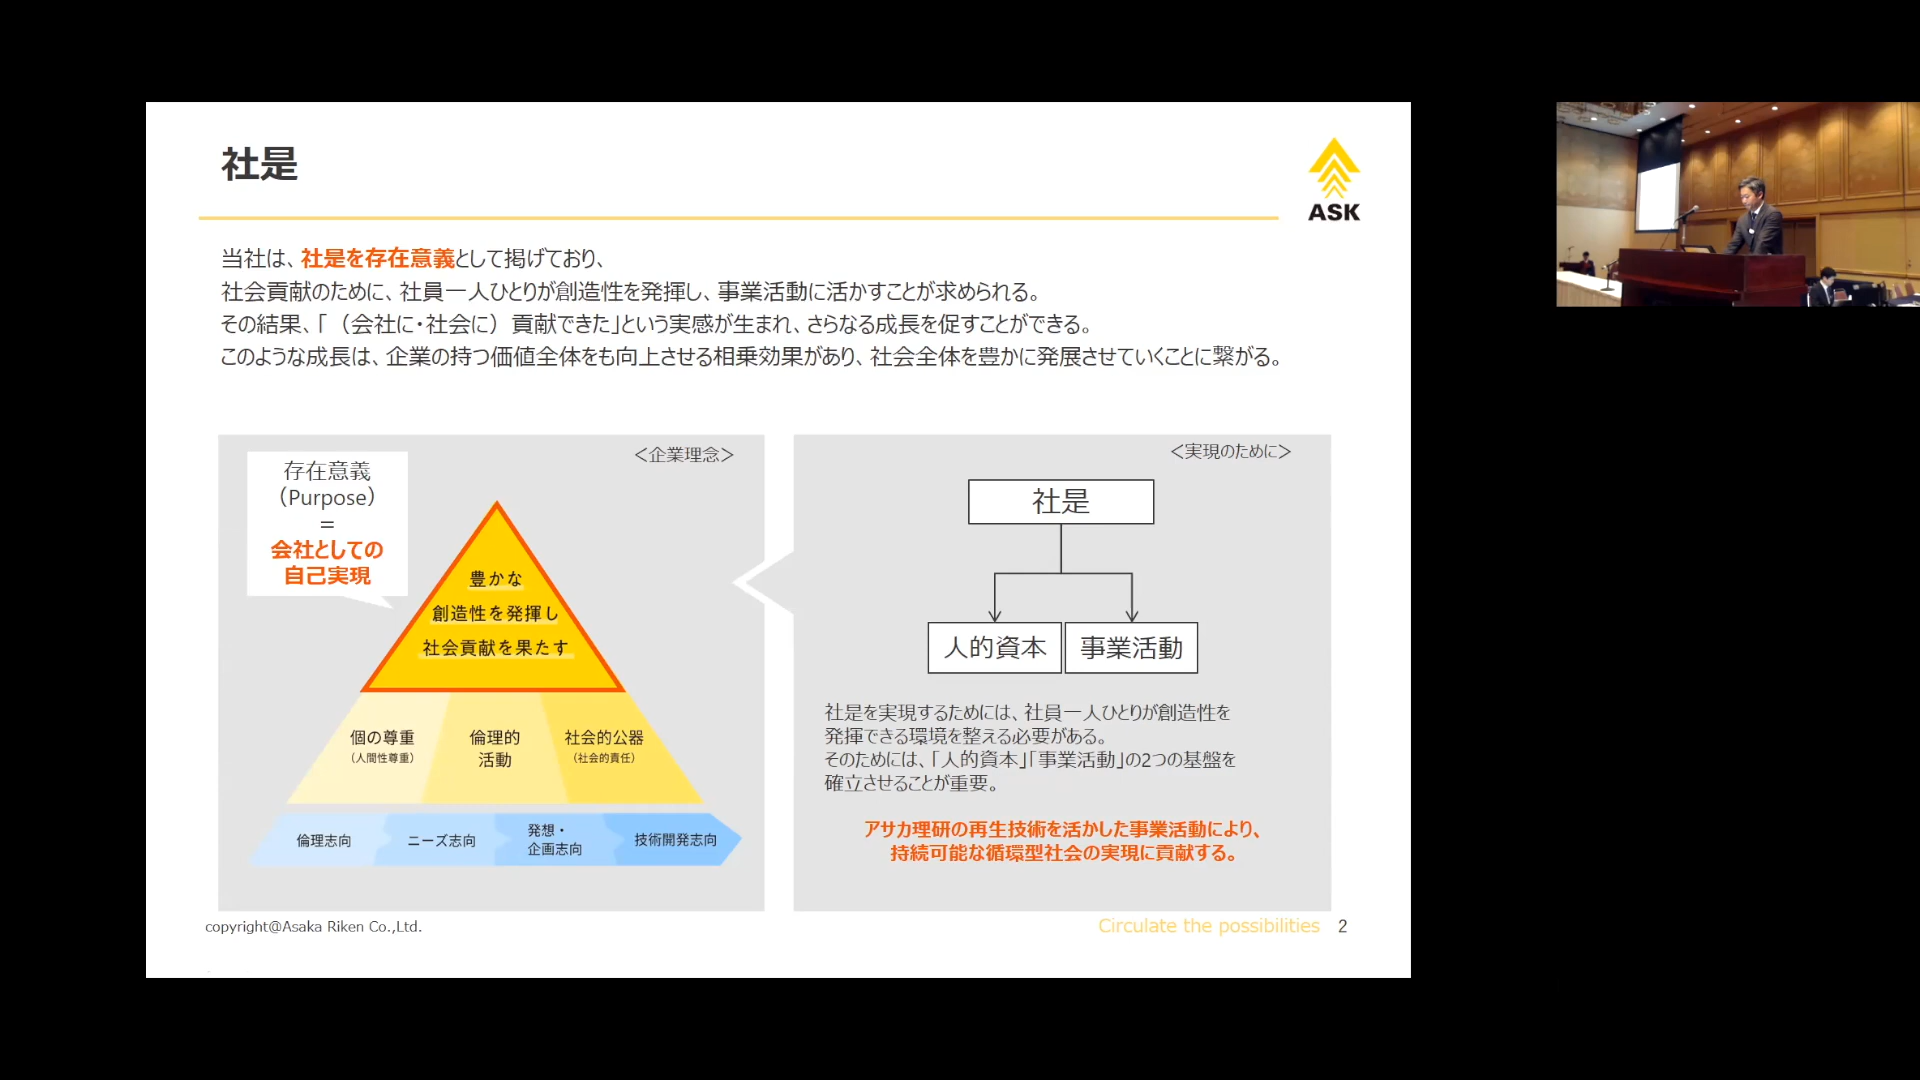 社是
ASK
当社は、社是を存在意義として掲げており、
社会貢献のために、社員一人ひとりが創造性を発揮し、事業活動に活かすことが求められる。
その結果、「（会社に・社会に）貢献できた」という実感が生まれ、さらなる成長を促すことができる。
このような成長は、企業の持つ価値全体をも向上させる相乗効果があり、社会全体を豊かに発展させていくことに繋がる。
＜企業理念＞
存在意義
（Purpose）
＝
会社としての
自己実現
豊かな
創造性を発揮し
社会貢献を果たす
個の尊重
（人間性尊重）
倫理的
活動
社会的公器
（社会的責任）
倫理志向
ニーズ志向
発想・
企画志向
技術開発志向
＜実現のために＞
社是
人的資本
事業活動
社是を実現するためには、社員一人ひとりが創造性を
発揮できる環境を整える必要がある。
そのためには、「人的資本」「事業活動」の2つの基盤を
確立させることが重要。
アサカ理研の再生技術を活かした事業活動により、
持続可能な循環型社会の実現に貢献する。
copyright@Asaka Riken Co.,Ltd.
Circulate the possibilities
2